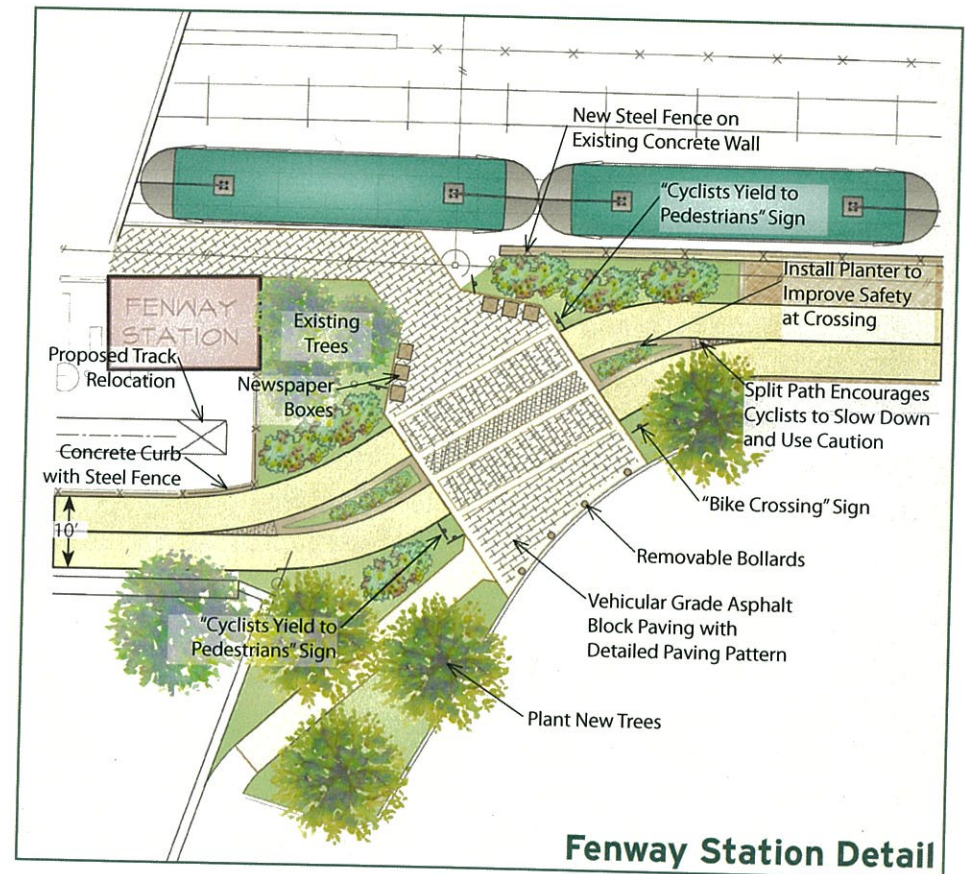 New Steel Fence on
Existing Concrete Wall
"Cyclists Yield to
Pedestrians" Sign
Install Planter to
Improve Safety
at Crossing
FENWAY
STATION
Existing
Trees
Proposed Track
Relocation
Newspaper
Boxes
Split Path Encourages
Cyclists to Slow Down
and Use Caution
Concrete Curb
with Steel Fence
"Bike Crossing" Sign
10'
Removable Bollards
Vehicular Grade Asphalt
Block Paving with
Detailed Paving Pattern
"Cyclists Yield to
Pedestrians" Sign
Plant New Trees
Fenway Station Detail